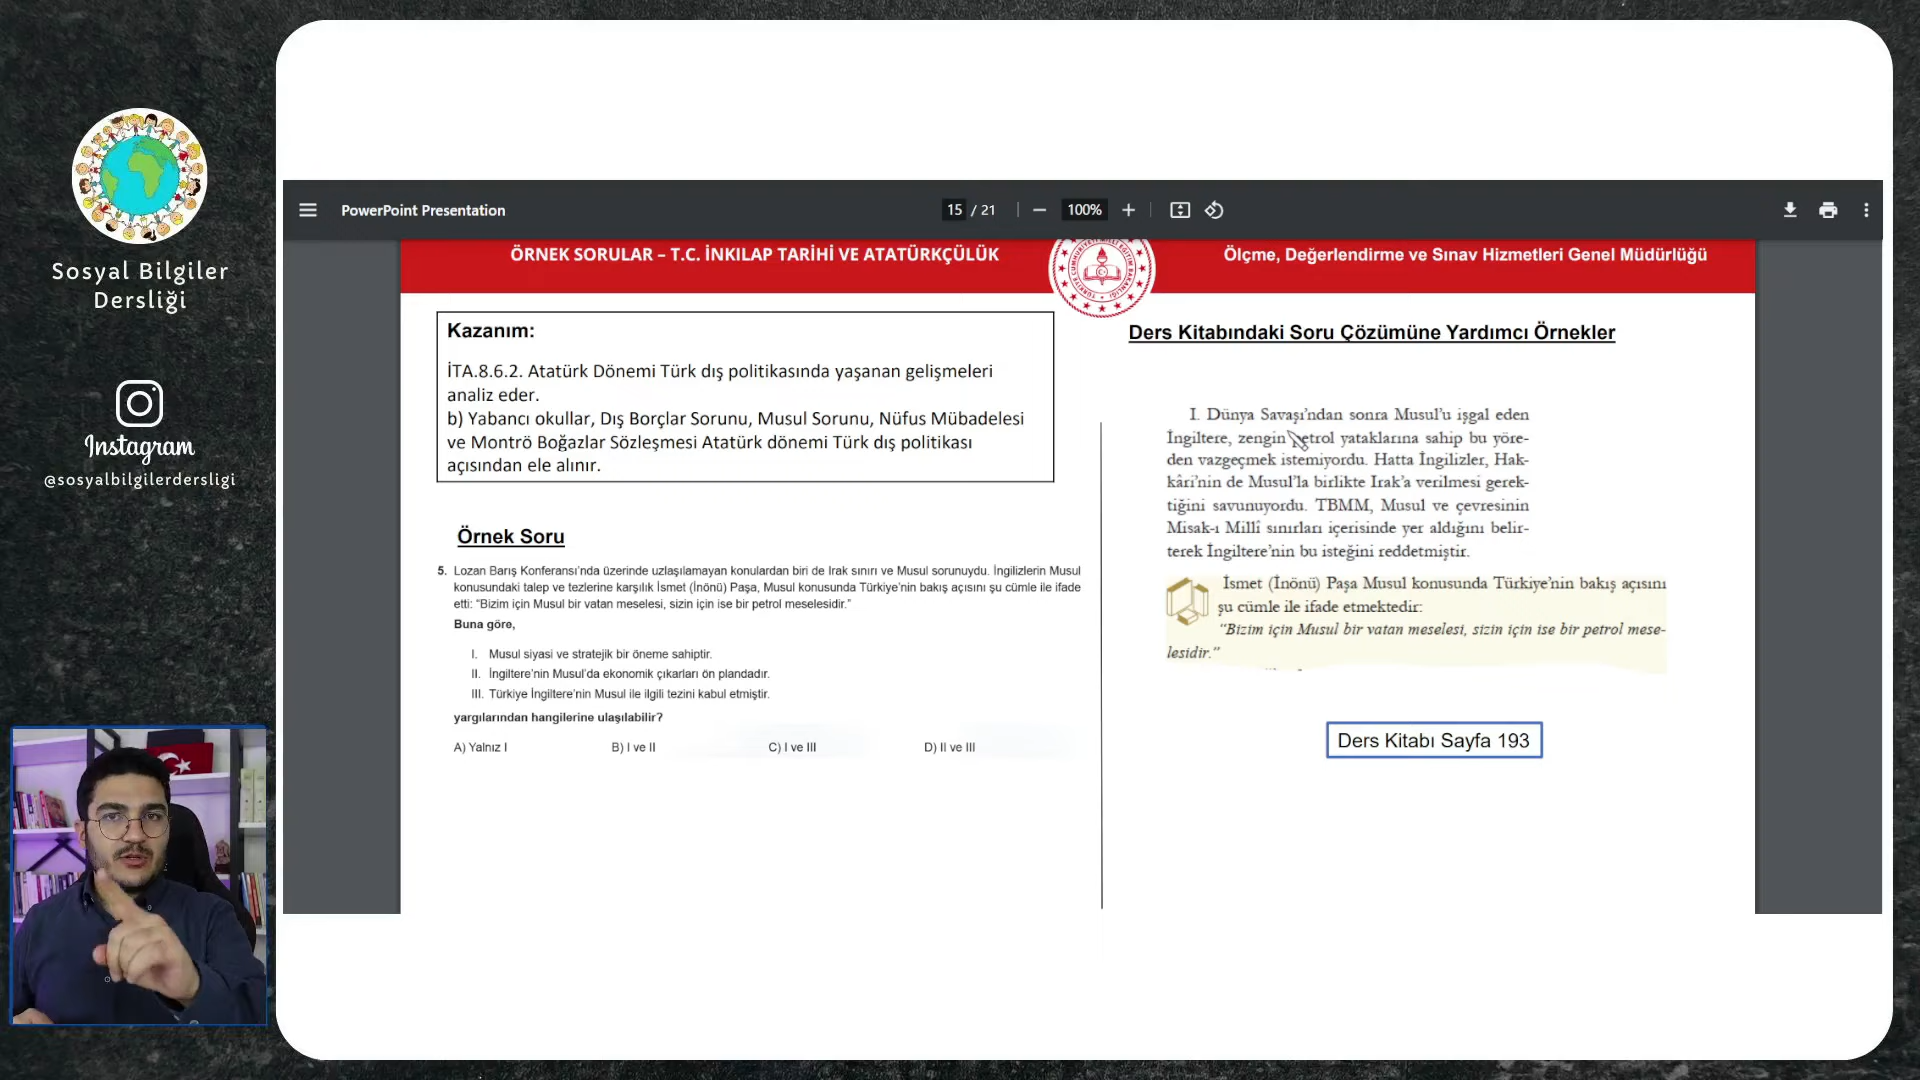 Sosyal Bilgiler
Dersliği
Instagram
@sosyalbilgilerdersligi
PowerPoint Presentation
15 / 21
100%
ÖRNEK SORULAR – T.C. İNKILAP TARİHİ VE ATATÜRKÇÜLÜK
Ölçme, Değerlendirme ve Sınav Hizmetleri Genel Müdürlüğü
Kazanım:
İTA.8.6.2. Atatürk Dönemi Türk dış politikasında yaşanan gelişmeleri
analiz eder.
b) Yabancı okullar, Dış Borçlar Sorunu, Musul Sorunu, Nüfus Mübadelesi
ve Montrö Boğazlar Sözleşmesi Atatürk dönemi Türk dış politikası
açısından ele alınır.
Örnek Soru
5. Lozan Barış Konferansı’nda üzerinde uzlaşılamayan konulardan biri de Irak sınırı ve Musul sorunuydu. İngilizlerin Musul
konusundaki talep ve tezlerine karşılık İsmet (İnönü) Paşa, Musul konusunda Türkiye’nin bakış açısını şu cümle ile ifade
etti: “Bizim için Musul bir vatan meselesi, sizin için ise bir petrol meselesidir.”
Buna göre,
I. Musul siyasi ve stratejik bir öneme sahiptir.
II. İngiltere’nin Musul’da ekonomik çıkarları ön plandadır.
III. Türkiye İngiltere’nin Musul ile ilgili tezini kabul etmiştir.
yargılarından hangilerine ulaşılabilir?
A) Yalnız I B) I ve II C) I ve III D) II ve III
Ders Kitabındaki Soru Çözümüne Yardımcı Örnekler
I. Dünya Savaşı’ndan sonra Musul’u işgal eden
İngiltere, zengin petrol yataklarına sahip bu yöre-
den vazgeçmek istemiyordu. Hatta İngilizler, Hak-
kâri’nin de Musul’la birlikte Irak’a verilmesi gerek-
tiğini savunuyordu. TBMM, Musul ve çevresinin
Misak-ı Millî sınırları içerisinde yer aldığını belir-
terek İngiltere’nin bu isteğini reddetmiştir.
İsmet (İnönü) Paşa Musul konusunda Türkiye’nin bakış açısını
şu cümle ile ifade etmektedir:
“Bizim için Musul bir vatan meselesi, sizin için ise bir petrol mese-
lesidir.”
Ders Kitabı Sayfa 193